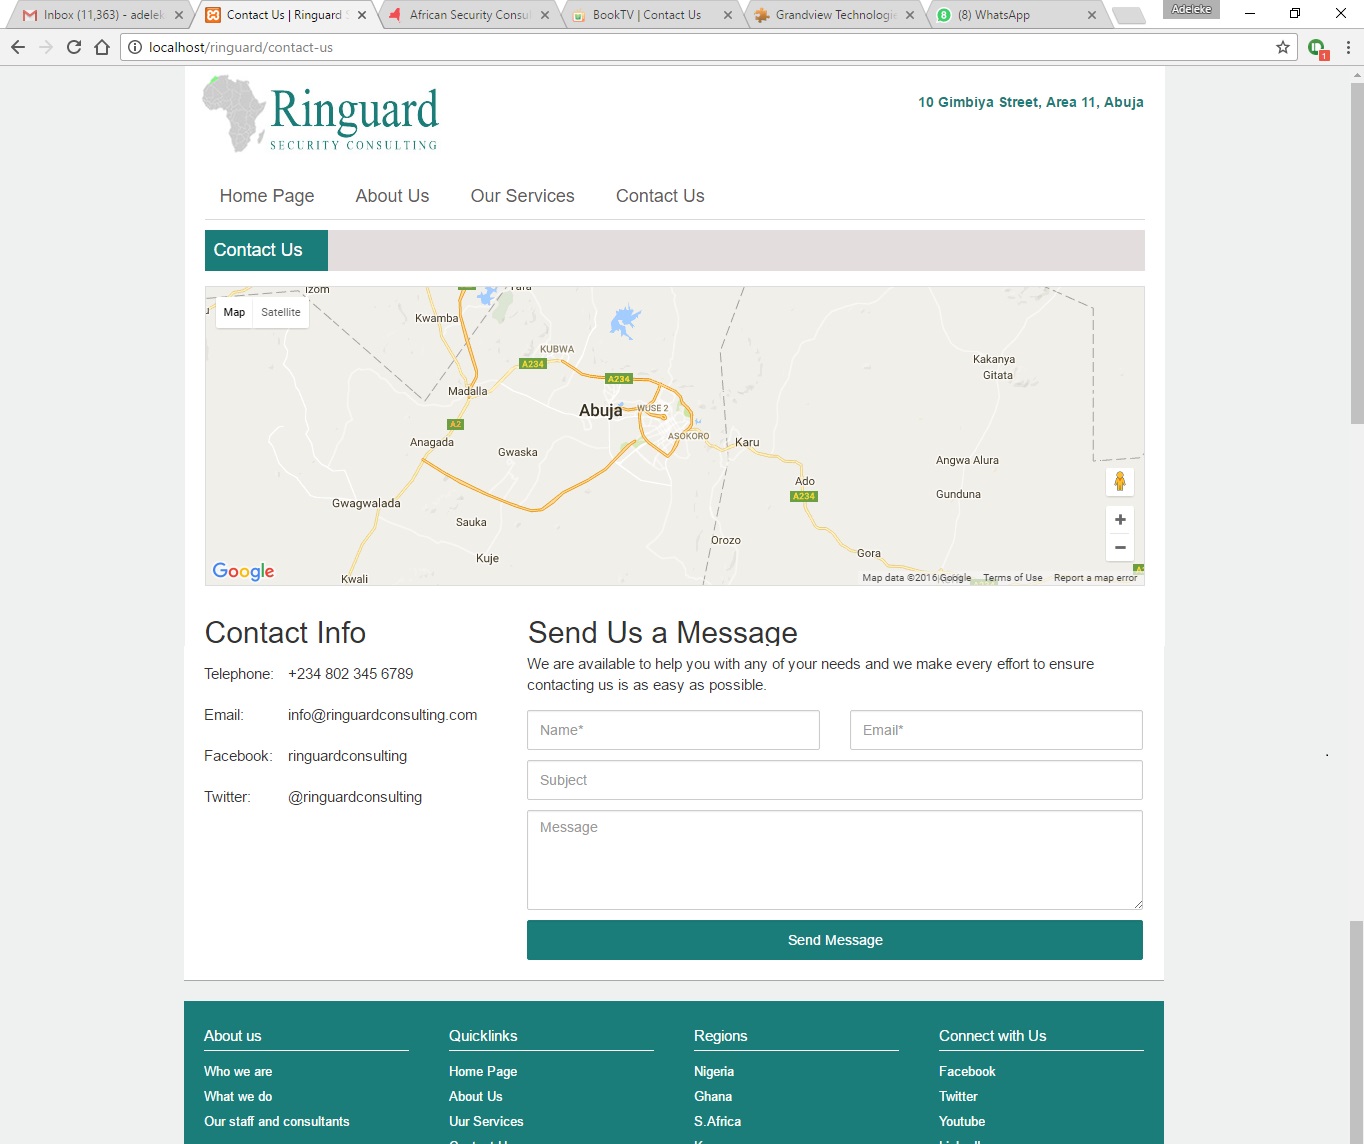 Inbox (11,363) - adelek
Contact Us | Ringuard S
African Security Consul
BookTV | Contact Us
Grandview Technologie
(8) WhatsApp
Adeleke
localhost/ringuard/contact-us
1
Ringuard
SECURITY CONSULTING
10 Gimbiya Street, Area 11, Abuja
Home Page About Us Our Services Contact Us
Contact Us
Map Satellite
Izom
Kwamba
KUBWA
A234
A234
Kakanya
Gitata
Madalla
Abuja
WUSE 2
A2
ASOKORO
Anagada
Karu
Gwaska
Angwa Alura
Ado
A234
Gunduna
Gwagwalada
Sauka
Orozo
Kuje
Gora
Kwali
Google
Map data ©2016 Google Terms of Use Report a map error
Contact Info
Telephone: +234 802 345 6789
Email: info@ringuardconsulting.com
Facebook: ringuardconsulting
Twitter: @ringuardconsulting
Send Us a Message
We are available to help you with any of your needs and we make every effort to ensure
contacting us is as easy as possible.
Name* Email*
Subject
Message
Send Message
About us
Who we are
What we do
Our staff and consultants
Quicklinks
Home Page
About Us
Uur Services
Regions
Nigeria
Ghana
S.Africa
Connect with Us
Facebook
Twitter
Youtube